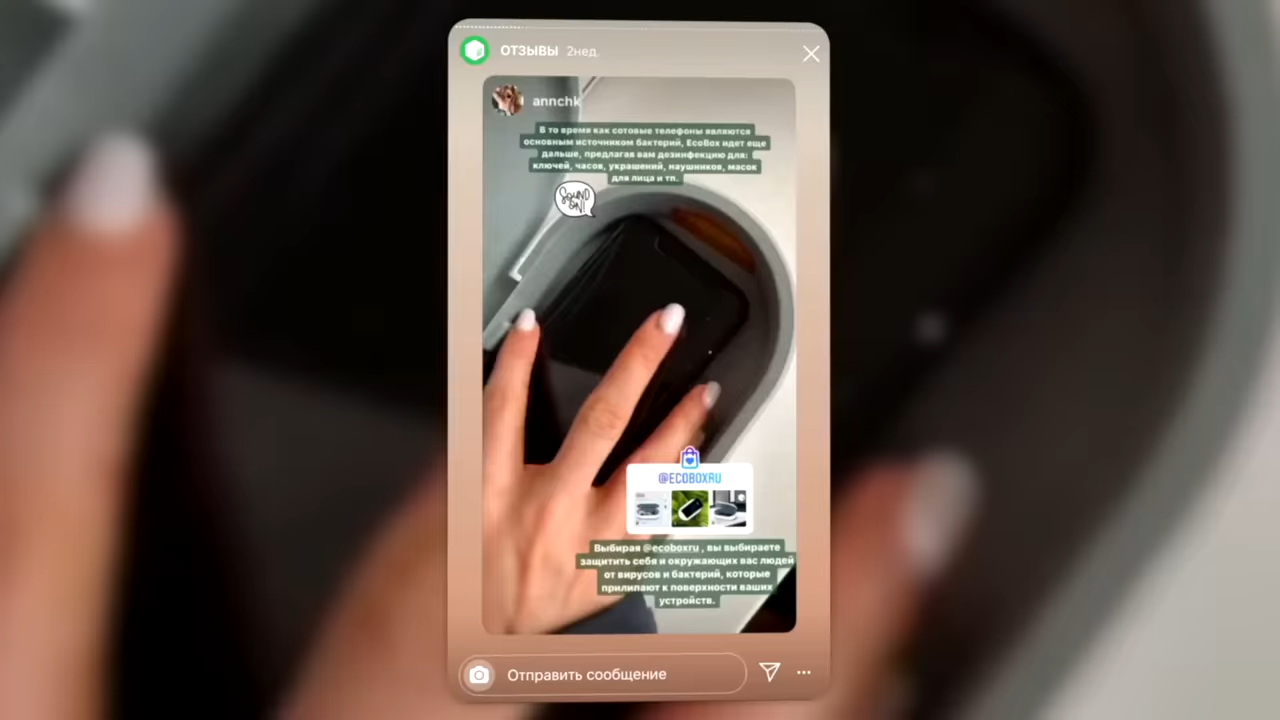 ОТЗЫВЫ 2нед.
annchk
В то время как сотовые телефоны являются
основным источником бактерий, EcoBox идет еще
дальше, предлагая вам дезинфекцию для:
ключей, часов, украшений, наушников, масок
для лица и тп.
SOUND
ON!
@ECOBOXRU
Выбирая @ecoboxru , вы выбираете
защитить себя и окружающих вас людей
от вирусов и бактерий, которые
прилипают к поверхности ваших
устройств.
Отправить сообщение